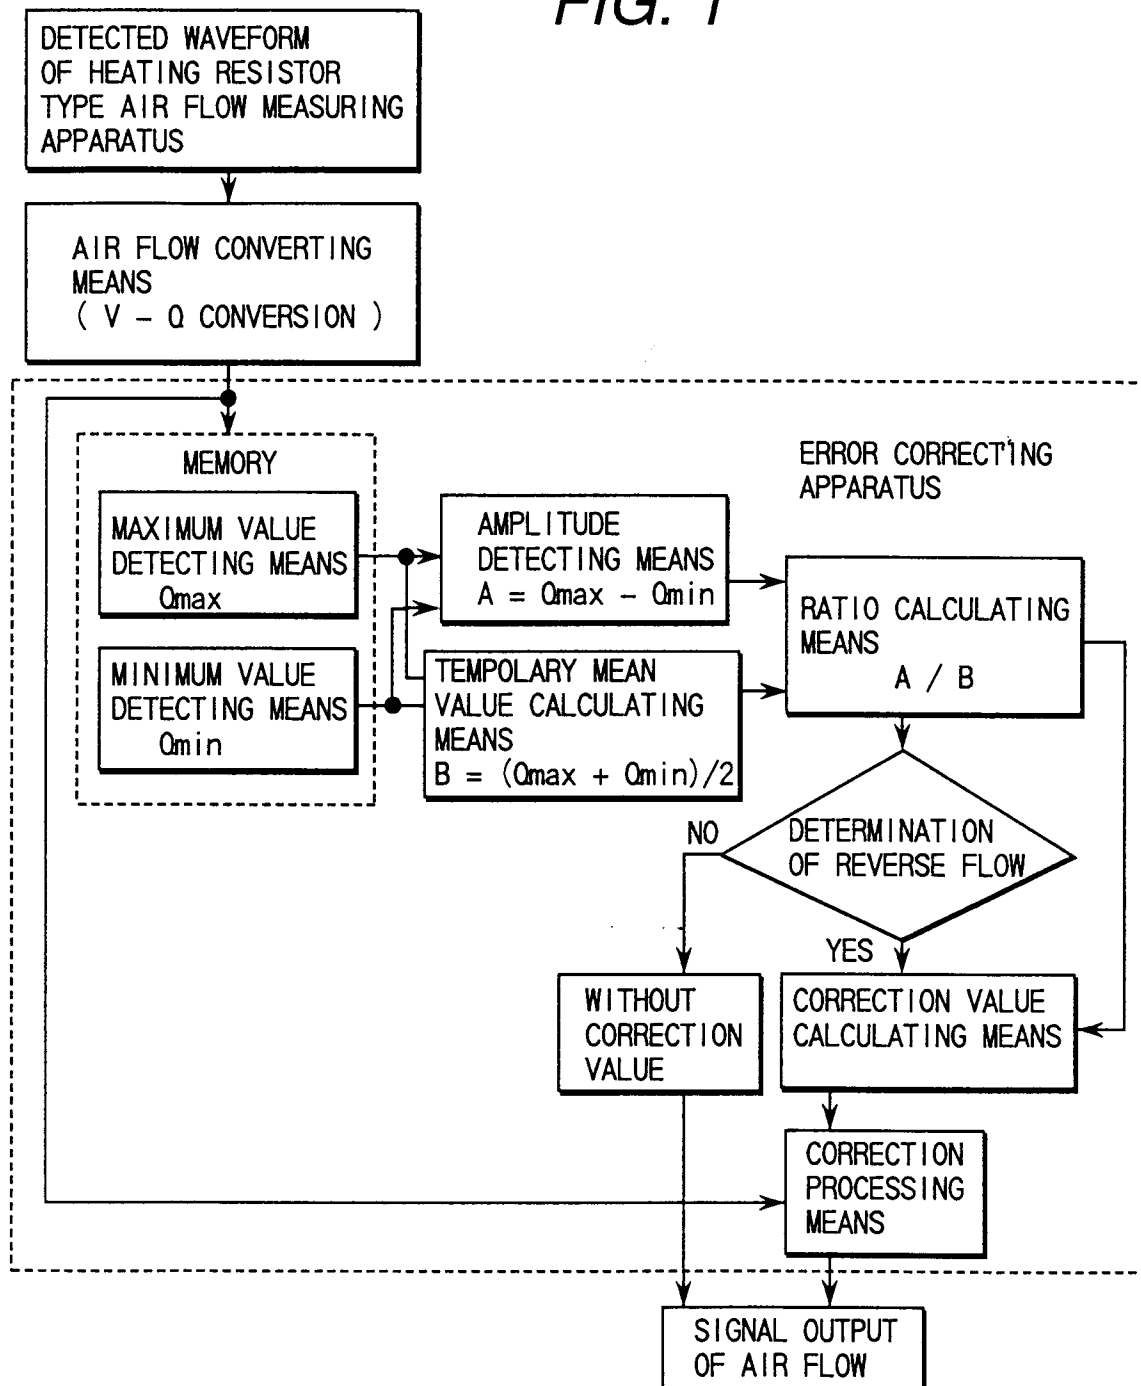 FIG. 1
DETECTED WAVEFORM
OF HEATING RESISTOR
TYPE AIR FLOW MEASURING
APPARATUS
AIR FLOW CONVERTING
MEANS
( V – Q CONVERSION )
MEMORY
MAXIMUM VALUE
DETECTING MEANS
Qmax
MINIMUM VALUE
DETECTING MEANS
Qmin
AMPLITUDE
DETECTING MEANS
A = Qmax – Qmin
TEMPOLARY MEAN
VALUE CALCULATING
MEANS
B = (Qmax + Qmin)/2
ERROR CORRECTING
APPARATUS
RATIO CALCULATING
MEANS
A / B
DETERMINATION
OF REVERSE FLOW
NO
YES
WITHOUT
CORRECTION
VALUE
CORRECTION VALUE
CALCULATING MEANS
CORRECTION
PROCESSING
MEANS
SIGNAL OUTPUT
OF AIR FLOW